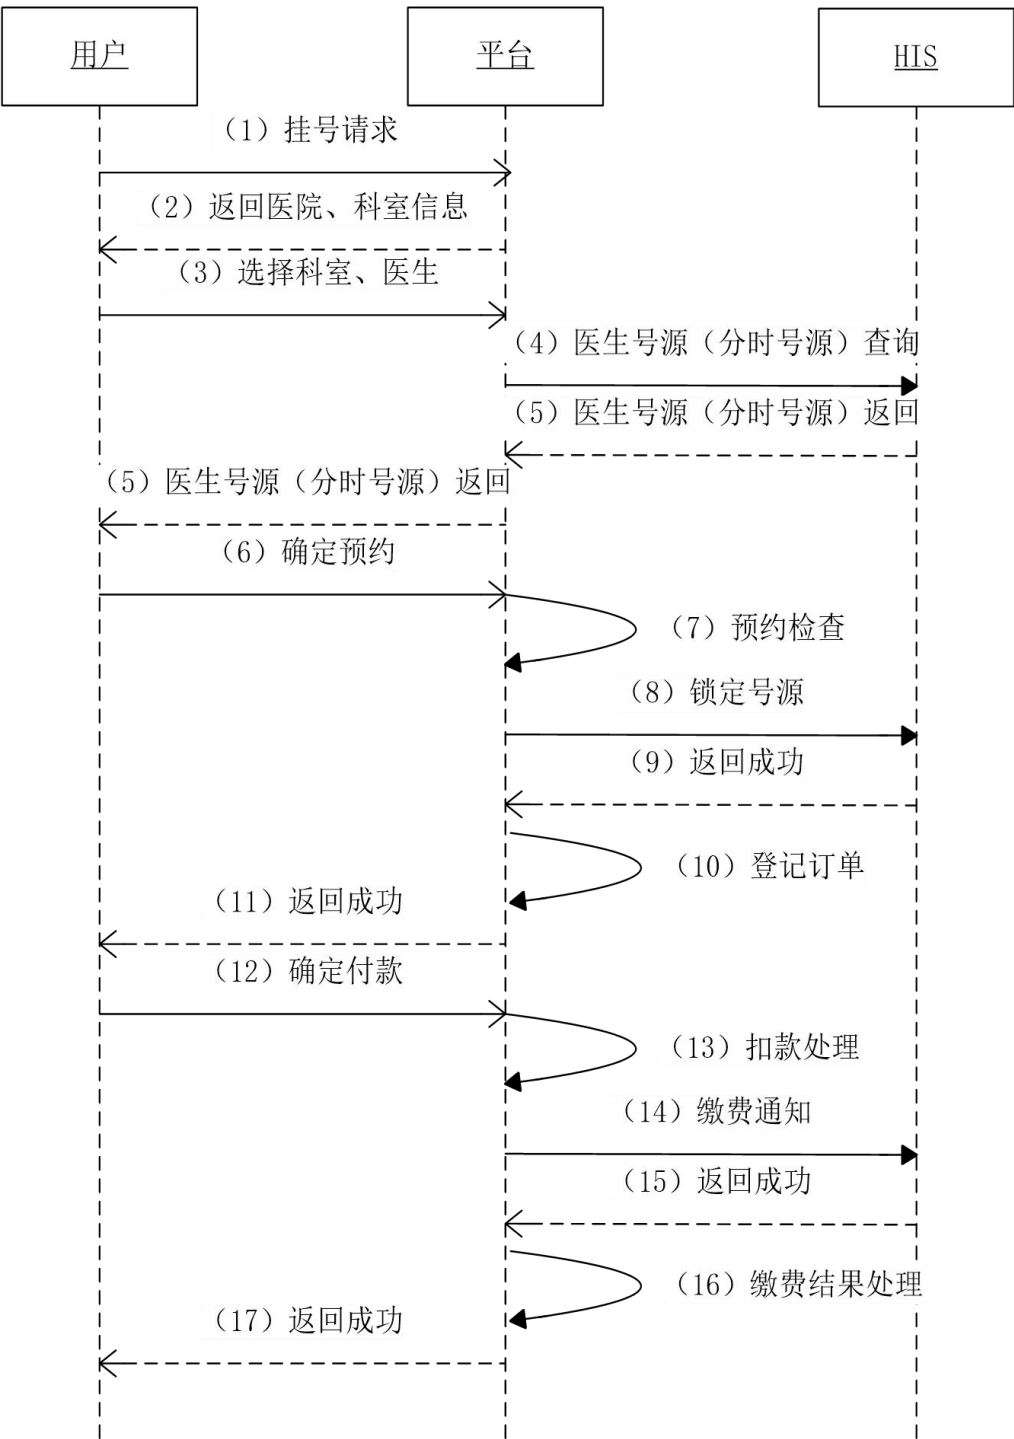 用户
平台
HIS
（1）挂号请求
（2）返回医院、科室信息
（3）选择科室、医生
（4）医生号源（分时号源）查询
（5）医生号源（分时号源）返回
（5）医生号源（分时号源）返回
（6）确定预约
（7）预约检查
（8）锁定号源
（9）返回成功
（10）登记订单
（11）返回成功
（12）确定付款
（13）扣款处理
（14）缴费通知
（15）返回成功
（16）缴费结果处理
（17）返回成功